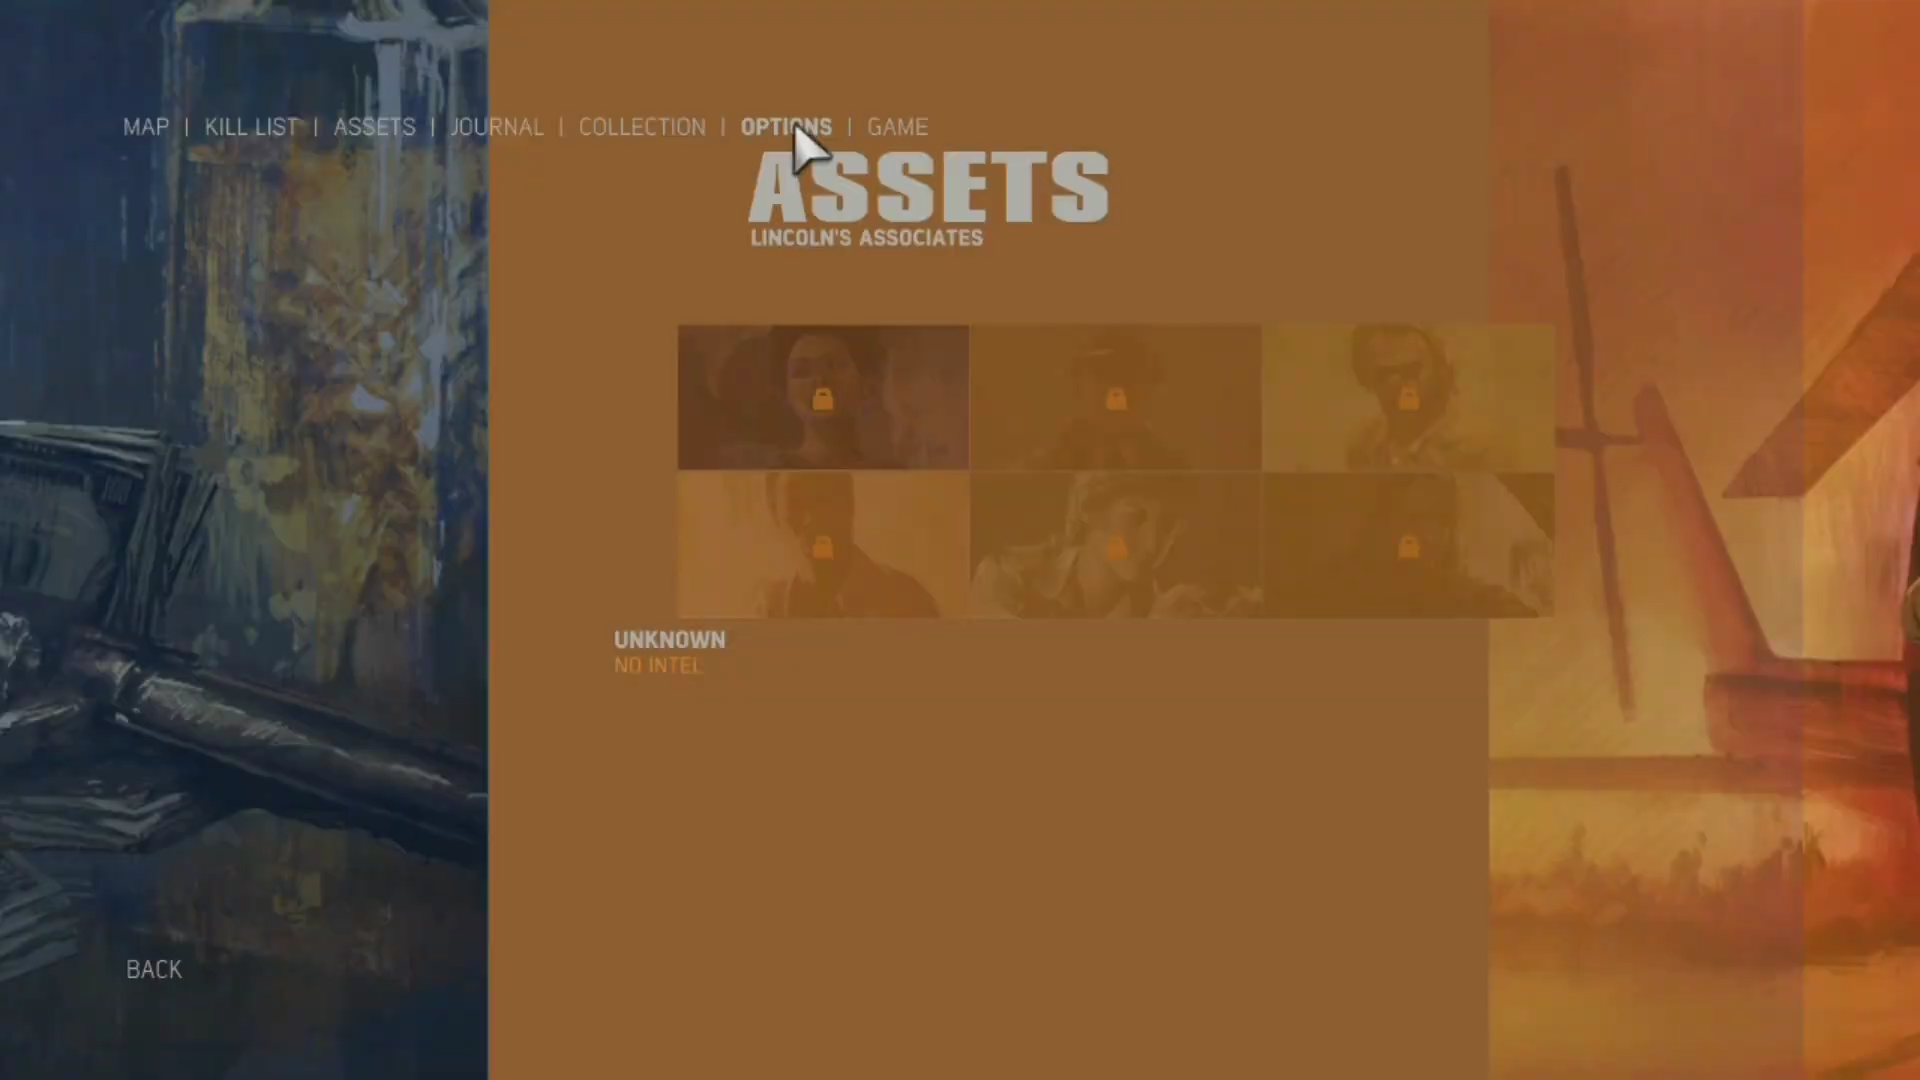 MAP | KILL LIST | ASSETS | JOURNAL | COLLECTION | OPTIONS | GAME
ASSETS
LINCOLN'S ASSOCIATES
UNKNOWN
NO INTEL
BACK